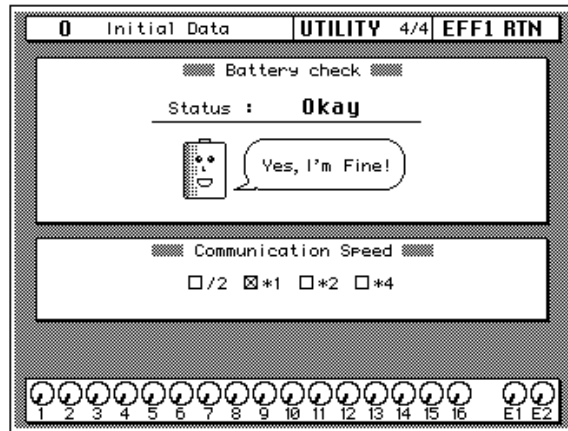 0 Initial Data UTILITY 4/4 EFF1 RTN
Battery check
Status : Okay
Yes, I'm Fine!
Communication Speed
/2 *1 *2 *4
1 2 3 4 5 6 7 8 9 10 11 12 13 14 15 16 E1 E2